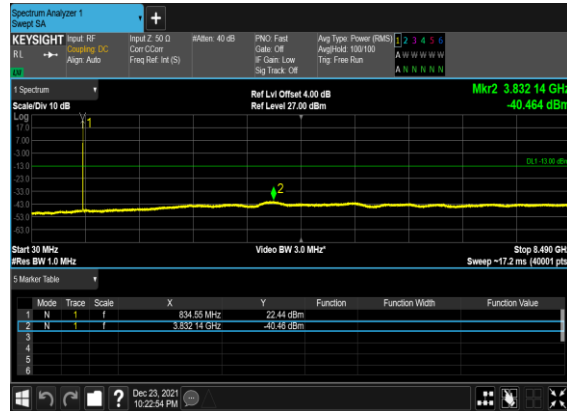 Spectrum Analyzer 1
Swept SA
+
KEYSIGHT Input: RF Input Z: 50 Ω #Atten: 40 dB PNO: Fast Avg Type: Power (RMS) 1 2 3 4 5 6
RL Coupling: DC Corr CCorr Gate: Off Avg|Hold: 100/100 A W W W W W
Align: Auto Freq Ref: Int (S) IF Gain: Low Trig: Free Run
Sig Track: Off A N N N N N
1 Spectrum Ref Lvl Offset 4.00 dB Mkr2 3.832 14 GHz
Scale/Div 10 dB Ref Level 27.00 dBm -40.464 dBm
Log
17.0 1
7.00
-3.00
-13.0 DL1 -13.00 dBm
-23.0
-33.0 2
-43.0
-53.0
-63.0
Start 30 MHz Video BW 3.0 MHz* Stop 8.490 GHz
#Res BW 1.0 MHz Sweep ~17.2 ms (40001 pts)
5 Marker Table
Mode Trace Scale X Y Function Function Width Function Value
1 N 1 f 834.55 MHz 22.44 dBm
2 N 1 f 3.832 14 GHz -40.46 dBm
3
4
5
6
? Dec 23, 2021
10:22:54 PM